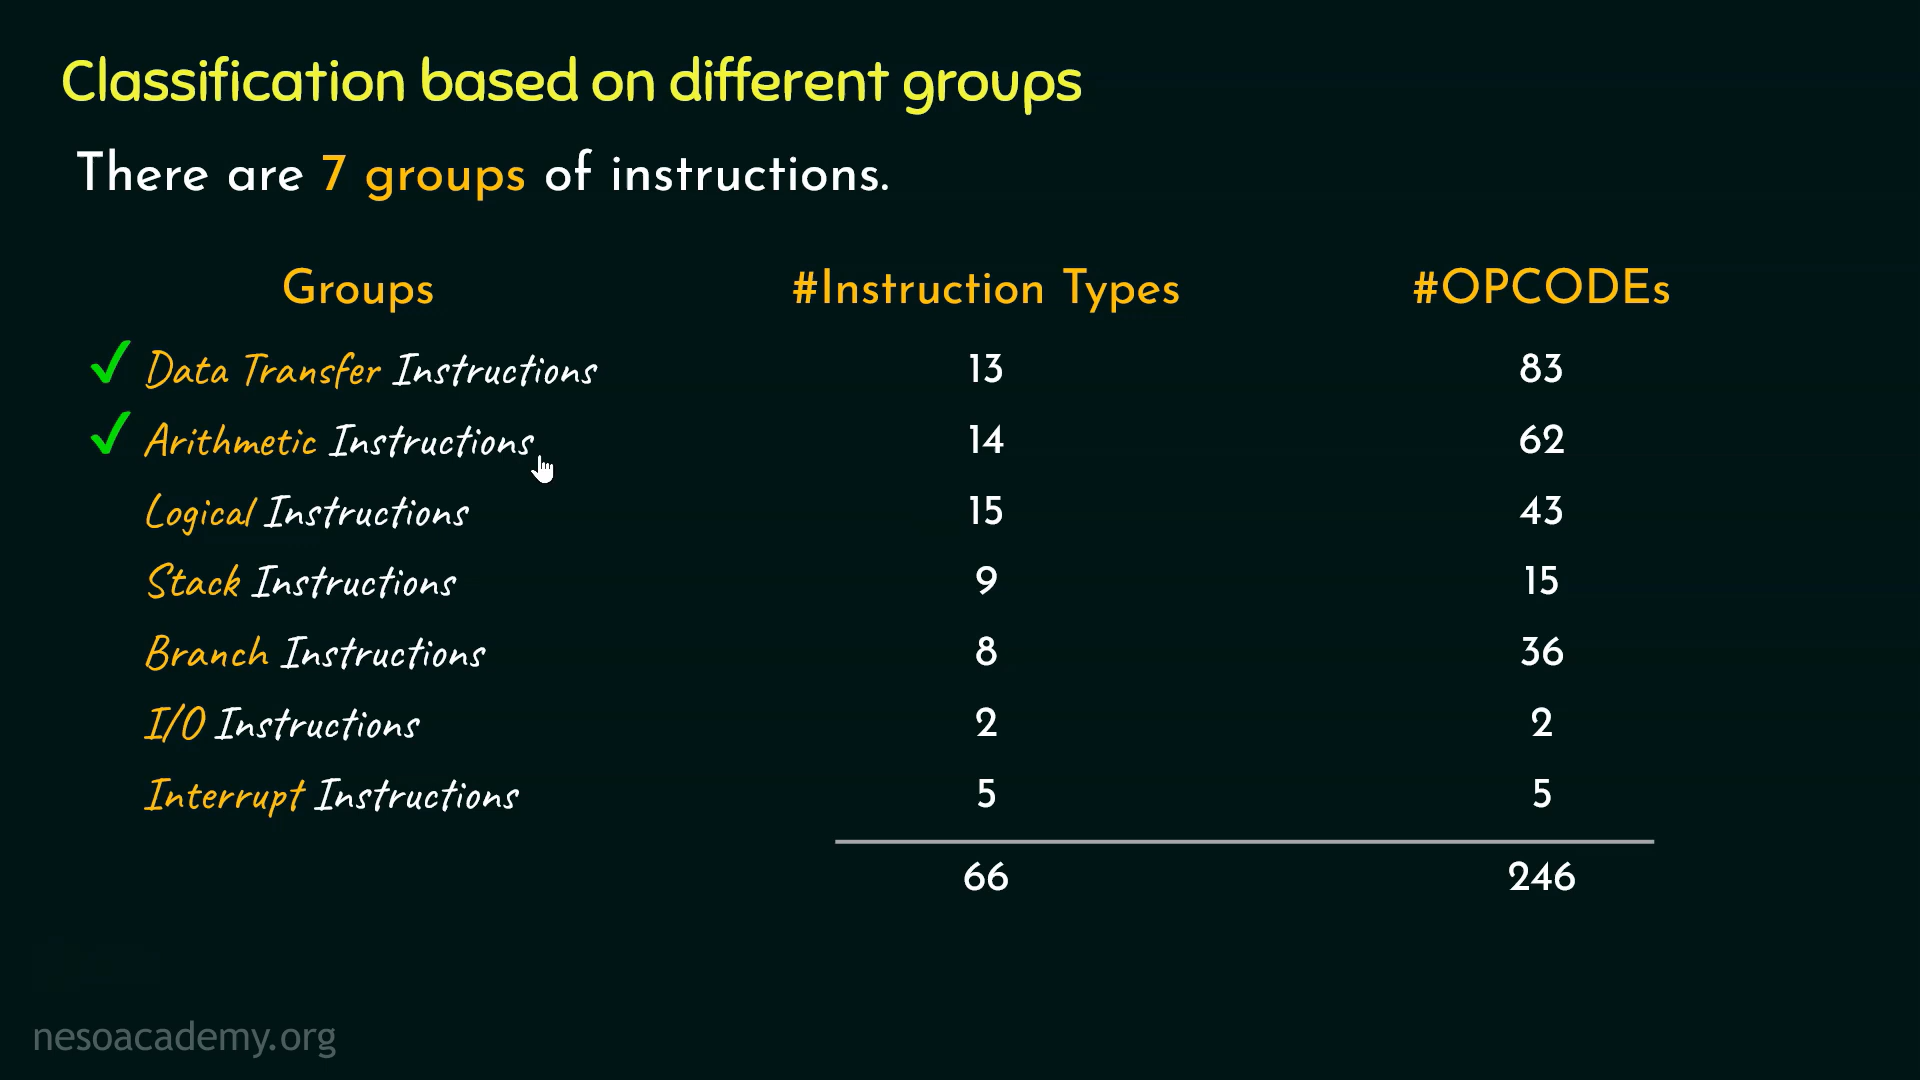 Classification based on different groups
There are 7 groups of instructions.
Groups #Instruction Types #OPCODEs
✓ Data Transfer Instructions 13 83
✓ Arithmetic Instructions 14 62
Logical Instructions 15 43
Stack Instructions 9 15
Branch Instructions 8 36
I/O Instructions 2 2
Interrupt Instructions 5 5
66 246
nesoacademy.org